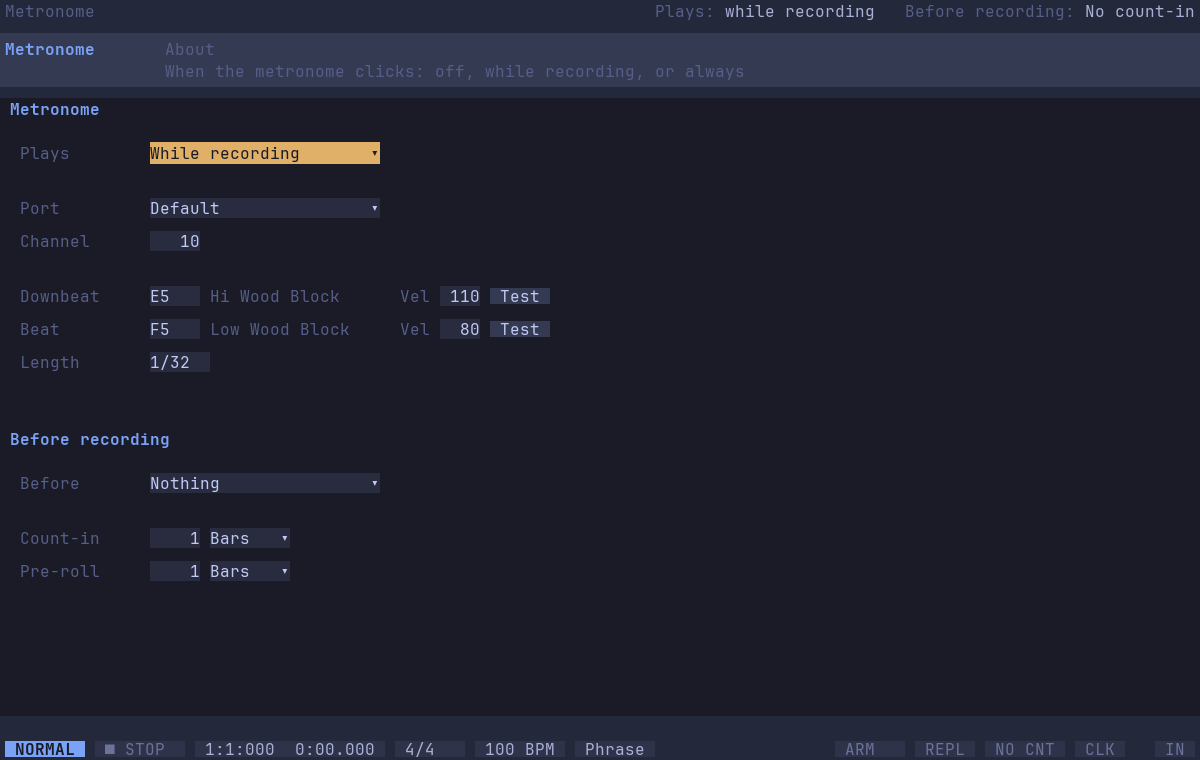 Metronome Plays: while recording Before recording: No count-in
Metronome About
When the metronome clicks: off, while recording, or always
Metronome
Plays While recording ▾
Port Default ▾
Channel 10
Downbeat E5 Hi Wood Block Vel 110 Test
Beat F5 Low Wood Block Vel 80 Test
Length 1/32
Before recording
Before Nothing ▾
Count-in 1 Bars ▾
Pre-roll 1 Bars ▾
NORMAL ■ STOP 1:1:000 0:00.000 4/4 100 BPM Phrase ARM REPL NO CNT CLK IN